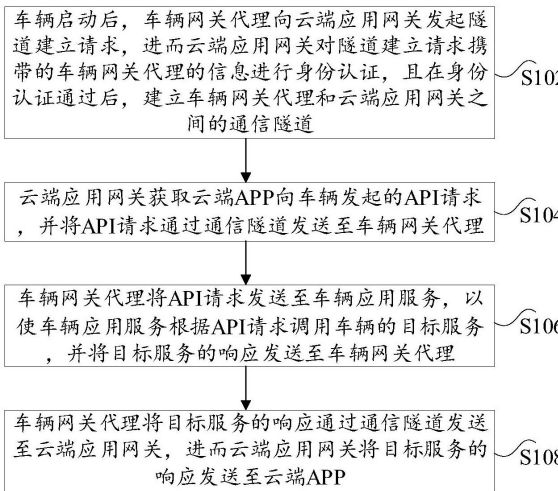 车辆启动后，车辆网关代理向云端应用网关发起隧
道建立请求，进而云端应用网关对隧道建立请求携
带的车辆网关代理的信息进行身份认证，且在身份
认证通过后，建立车辆网关代理和云端应用网关之
间的通信隧道
S102
云端应用网关获取云端APP向车辆发起的API请求
，并将API请求通过通信隧道发送至车辆网关代理
S104
车辆网关代理将API请求发送至车辆应用服务，以
使车辆应用服务根据API请求调用车辆的目标服务
，并将目标服务的响应发送至车辆网关代理
S106
车辆网关代理将目标服务的响应通过通信隧道发送
至云端应用网关，进而云端应用网关将目标服务的
响应发送至云端APP
S108